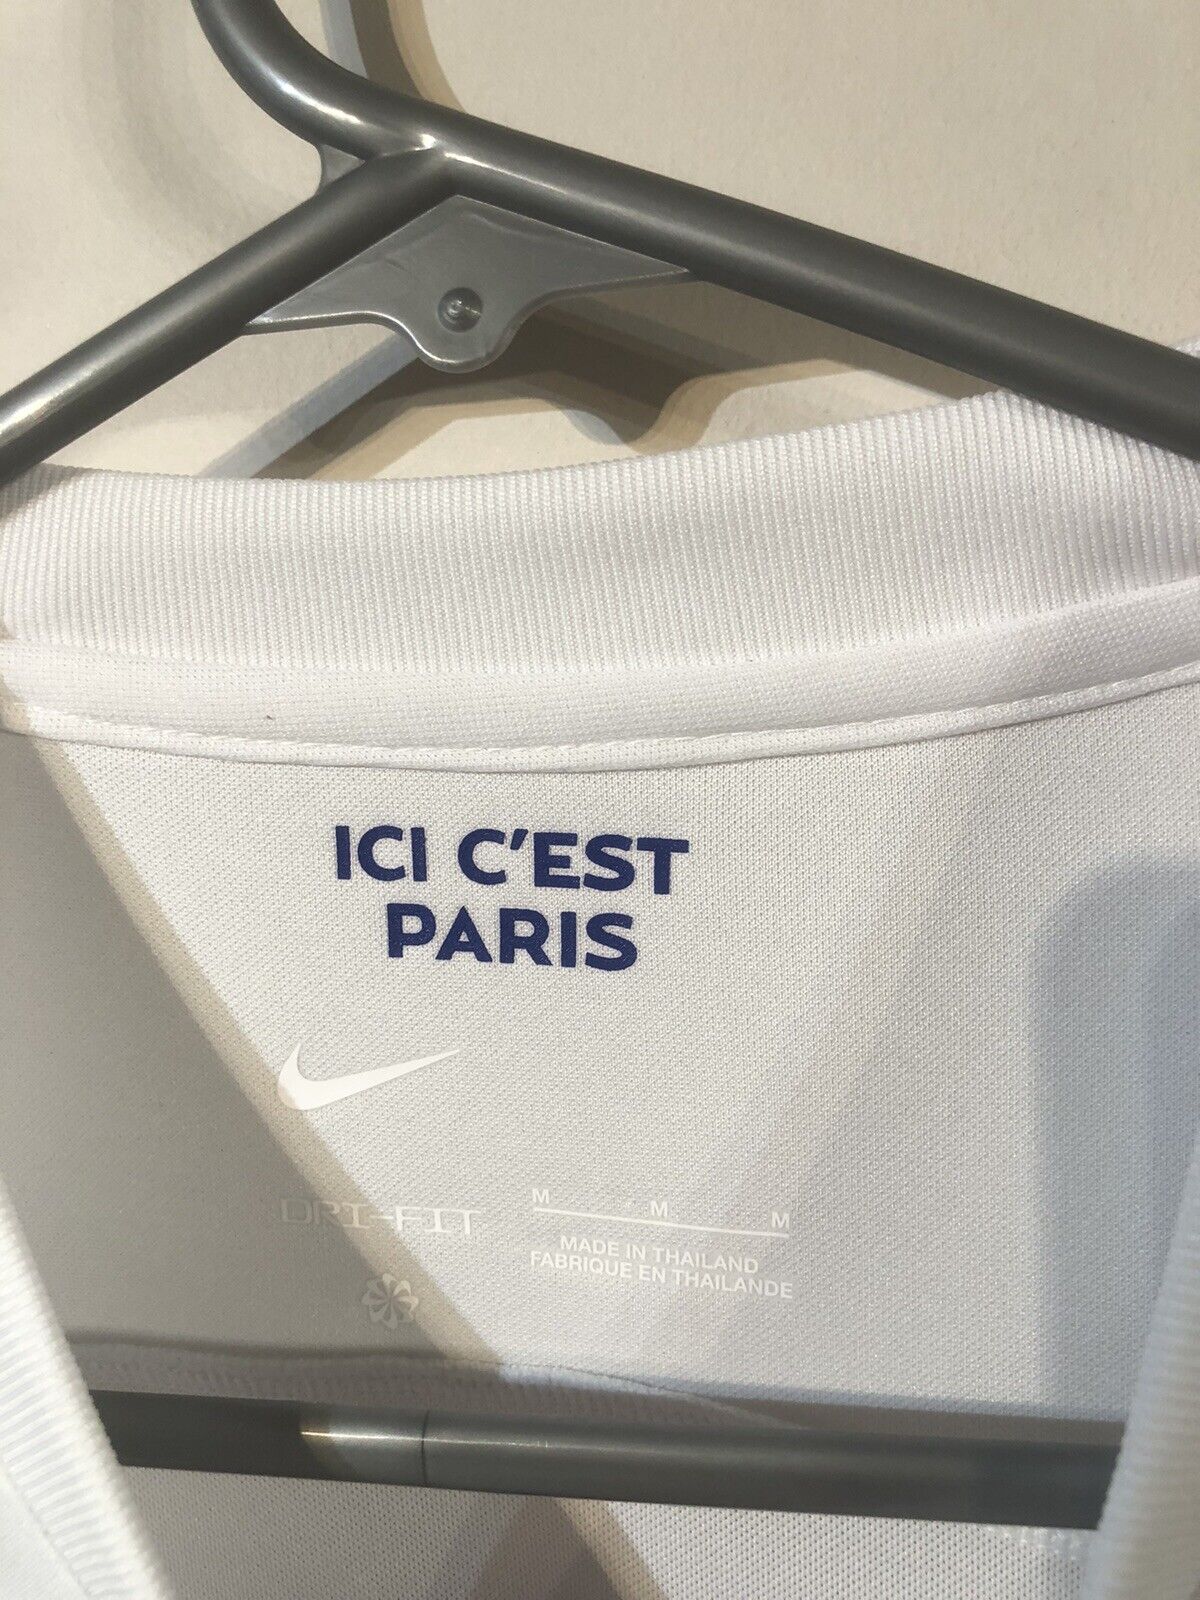 ICI C'EST
PARIS
DRI-FIT
M M M
MADE IN THAILAND
FABRIQUE EN THAILANDE